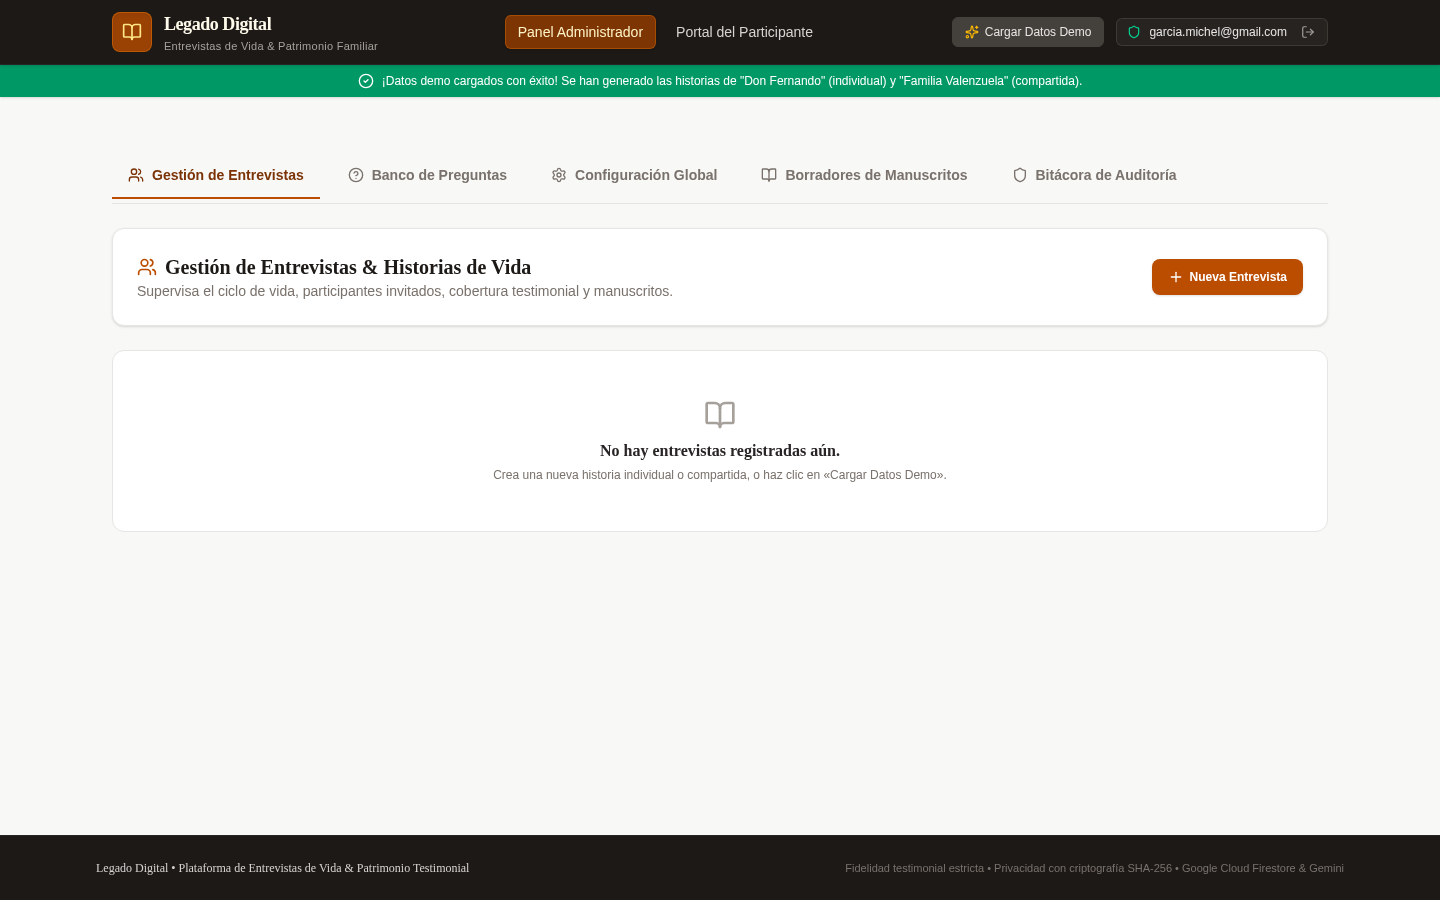 Legado Digital
Entrevistas de Vida & Patrimonio Familiar
Panel Administrador
Portal del Participante
Cargar Datos Demo
garcia.michel@gmail.com
¡Datos demo cargados con éxito! Se han generado las historias de "Don Fernando" (individual) y "Familia Valenzuela" (compartida).
Gestión de Entrevistas
Banco de Preguntas
Configuración Global
Borradores de Manuscritos
Bitácora de Auditoría
Gestión de Entrevistas & Historias de Vida
Supervisa el ciclo de vida, participantes invitados, cobertura testimonial y manuscritos.
Nueva Entrevista
No hay entrevistas registradas aún.
Crea una nueva historia individual o compartida, o haz clic en «Cargar Datos Demo».
Legado Digital • Plataforma de Entrevistas de Vida & Patrimonio Testimonial
Fidelidad testimonial estricta • Privacidad con criptografía SHA-256 • Google Cloud Firestore & Gemini